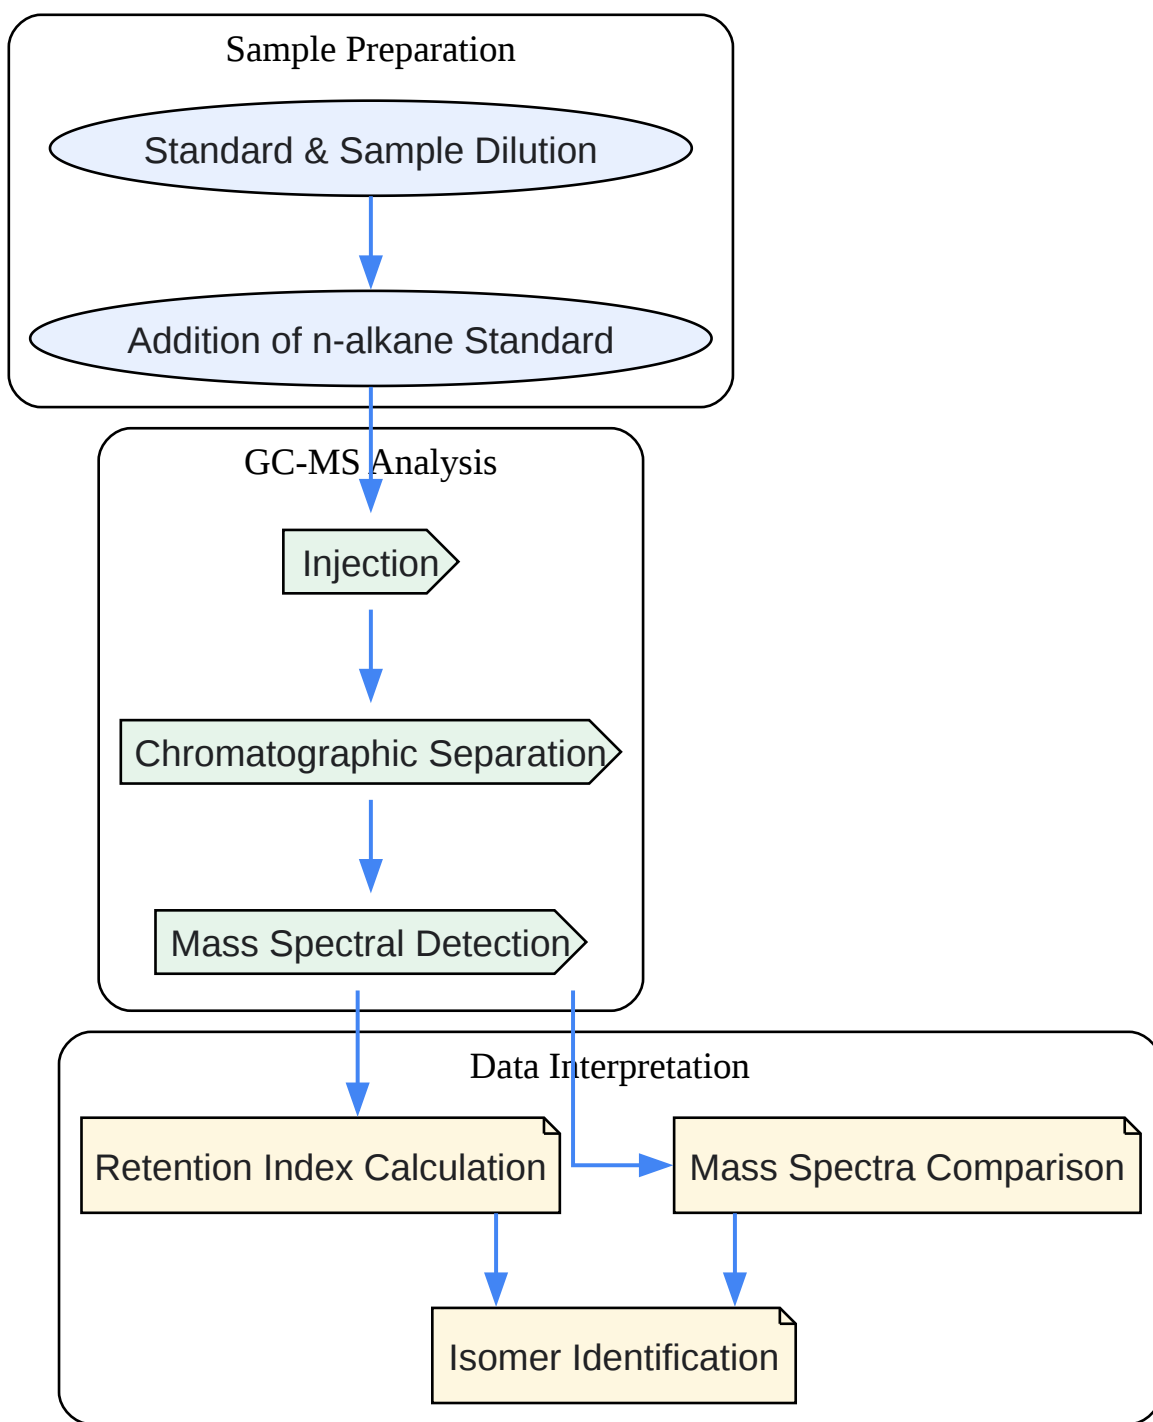 Sample Preparation
Standard & Sample Dilution
Addition of n-alkane Standard
GC-MS Analysis
Injection
Chromatographic Separation
Mass Spectral Detection
Data Interpretation
Retention Index Calculation
Mass Spectra Comparison
Isomer Identification